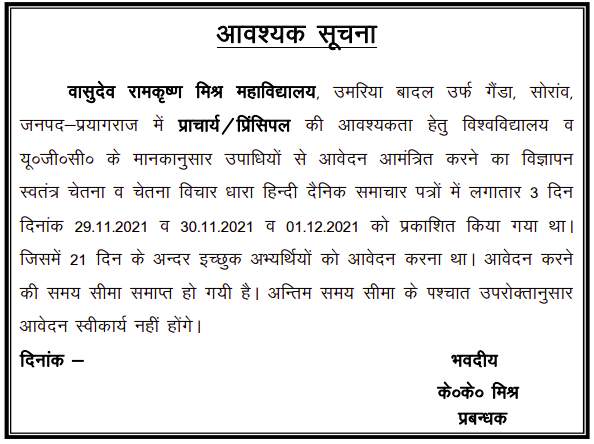 आवश्यक सूचना
वासुदेव रामकृष्ण मिश्र महाविद्यालय, उमरिया बादल उर्फ गैंडा, सोरांव,
जनपद–प्रयागराज में प्राचार्य/प्रिंसिपल की आवश्यकता हेतु विश्वविद्यालय व
यू०जी०सी० के मानकानुसार उपाधियों से आवेदन आमंत्रित करने का विज्ञापन
स्वतंत्र चेतना व चेतना विचार धारा हिन्दी दैनिक समाचार पत्रों में लगातार 3 दिन
दिनांक 29.11.2021 व 30.11.2021 व 01.12.2021 को प्रकाशित किया गया था।
जिसमें 21 दिन के अन्दर इच्छुक अभ्यर्थियों को आवेदन करना था। आवेदन करने
की समय सीमा समाप्त हो गयी है। अन्तिम समय सीमा के पश्चात उपरोक्तानुसार
आवेदन स्वीकार्य नहीं होंगे।
दिनांक – भवदीय
के०के० मिश्र
प्रबन्धक